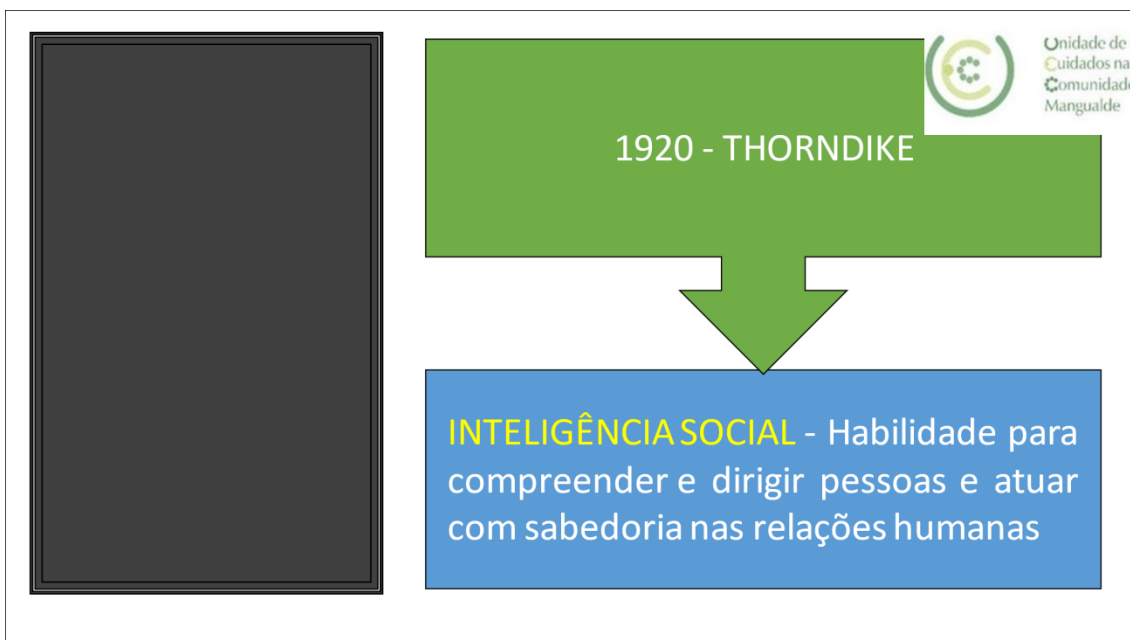 Unidade de
Cuidados na
Comunidade
Mangualde
1920 - THORNDIKE
INTELIGÊNCIA SOCIAL - Habilidade para
compreender e dirigir pessoas e atuar
com sabedoria nas relações humanas